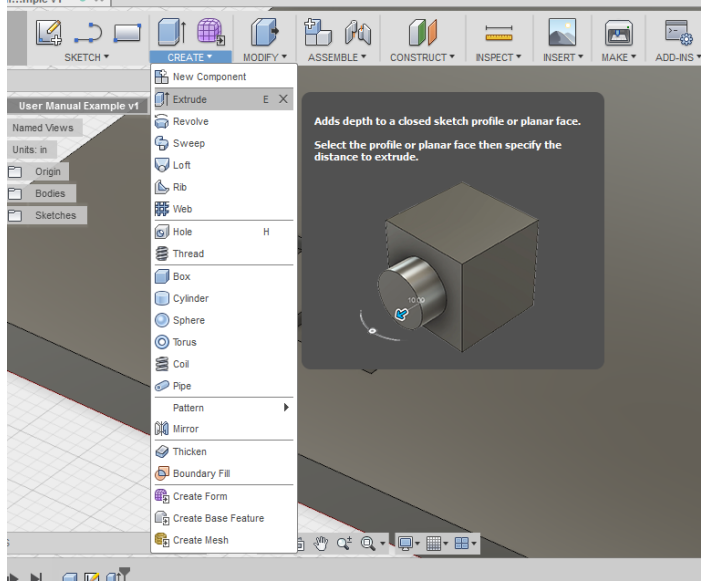 SKETCH
CREATE
MODIFY
ASSEMBLE
CONSTRUCT
INSPECT
INSERT
MAKE
ADD-INS
New Component
Extrude E X
Revolve
Sweep
Loft
Rib
Web
Hole H
Thread
Box
Cylinder
Sphere
Torus
Coil
Pipe
Pattern
Mirror
Thicken
Boundary Fill
Create Form
Create Base Feature
Create Mesh
User Manual Example v1
Named Views
Units: in
Origin
Bodies
Sketches
Adds depth to a closed sketch profile or planar face.
Select the profile or planar face then specify the
distance to extrude.
10.00